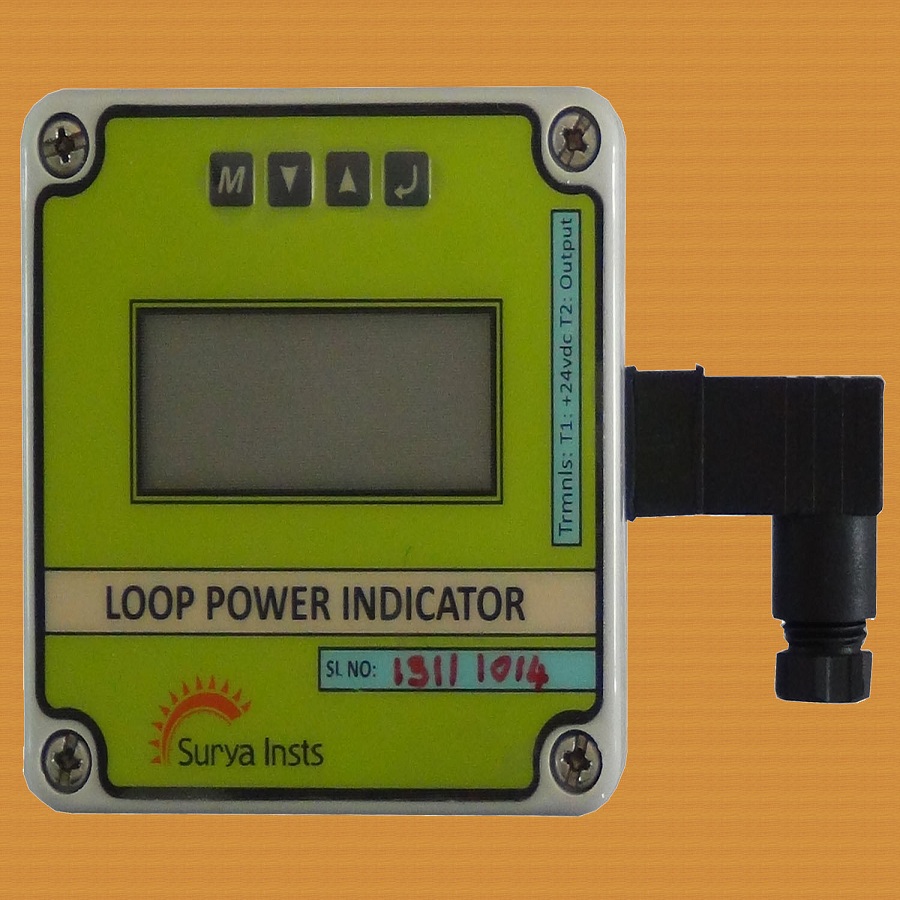 M
Trmnls: T1: +24vdc T2: Output
LOOP POWER INDICATOR
SL NO: 1311 1014
Surya Insts